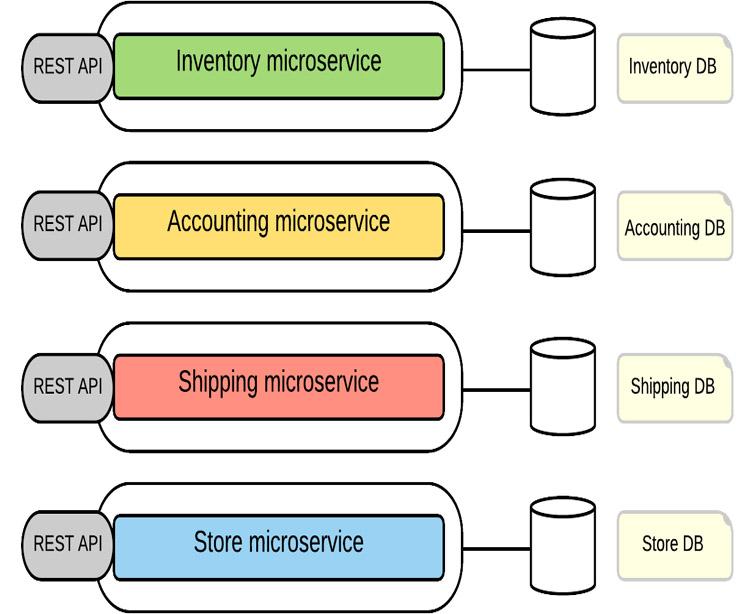 REST API
Inventory microservice
Inventory DB
REST API
Accounting microservice
Accounting DB
REST API
Shipping microservice
Shipping DB
REST API
Store microservice
Store DB